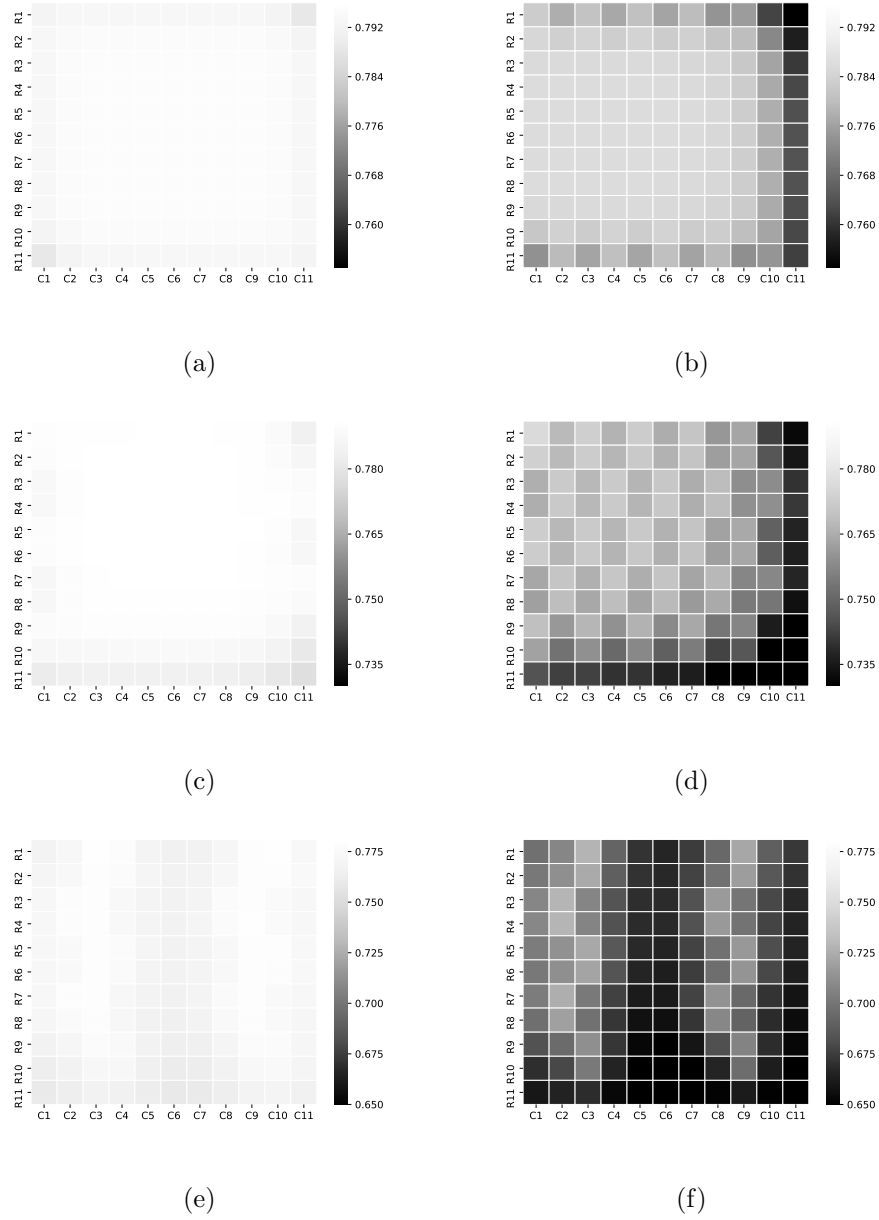 R1
R2
R3
R4
R5
R6
R7
R8
R9
R10
R11
C1 C2 C3 C4 C5 C6 C7 C8 C9 C10 C11
0.792
0.784
0.776
0.768
0.760
(a)
R1
R2
R3
R4
R5
R6
R7
R8
R9
R10
R11
C1 C2 C3 C4 C5 C6 C7 C8 C9 C10 C11
0.792
0.784
0.776
0.768
0.760
(b)
R1
R2
R3
R4
R5
R6
R7
R8
R9
R10
R11
C1 C2 C3 C4 C5 C6 C7 C8 C9 C10 C11
0.780
0.765
0.750
0.735
(c)
R1
R2
R3
R4
R5
R6
R7
R8
R9
R10
R11
C1 C2 C3 C4 C5 C6 C7 C8 C9 C10 C11
0.780
0.765
0.750
0.735
(d)
R1
R2
R3
R4
R5
R6
R7
R8
R9
R10
R11
C1 C2 C3 C4 C5 C6 C7 C8 C9 C10 C11
0.775
0.750
0.725
0.700
0.675
0.650
(e)
R1
R2
R3
R4
R5
R6
R7
R8
R9
R10
R11
C1 C2 C3 C4 C5 C6 C7 C8 C9 C10 C11
0.775
0.750
0.725
0.700
0.675
0.650
(f)